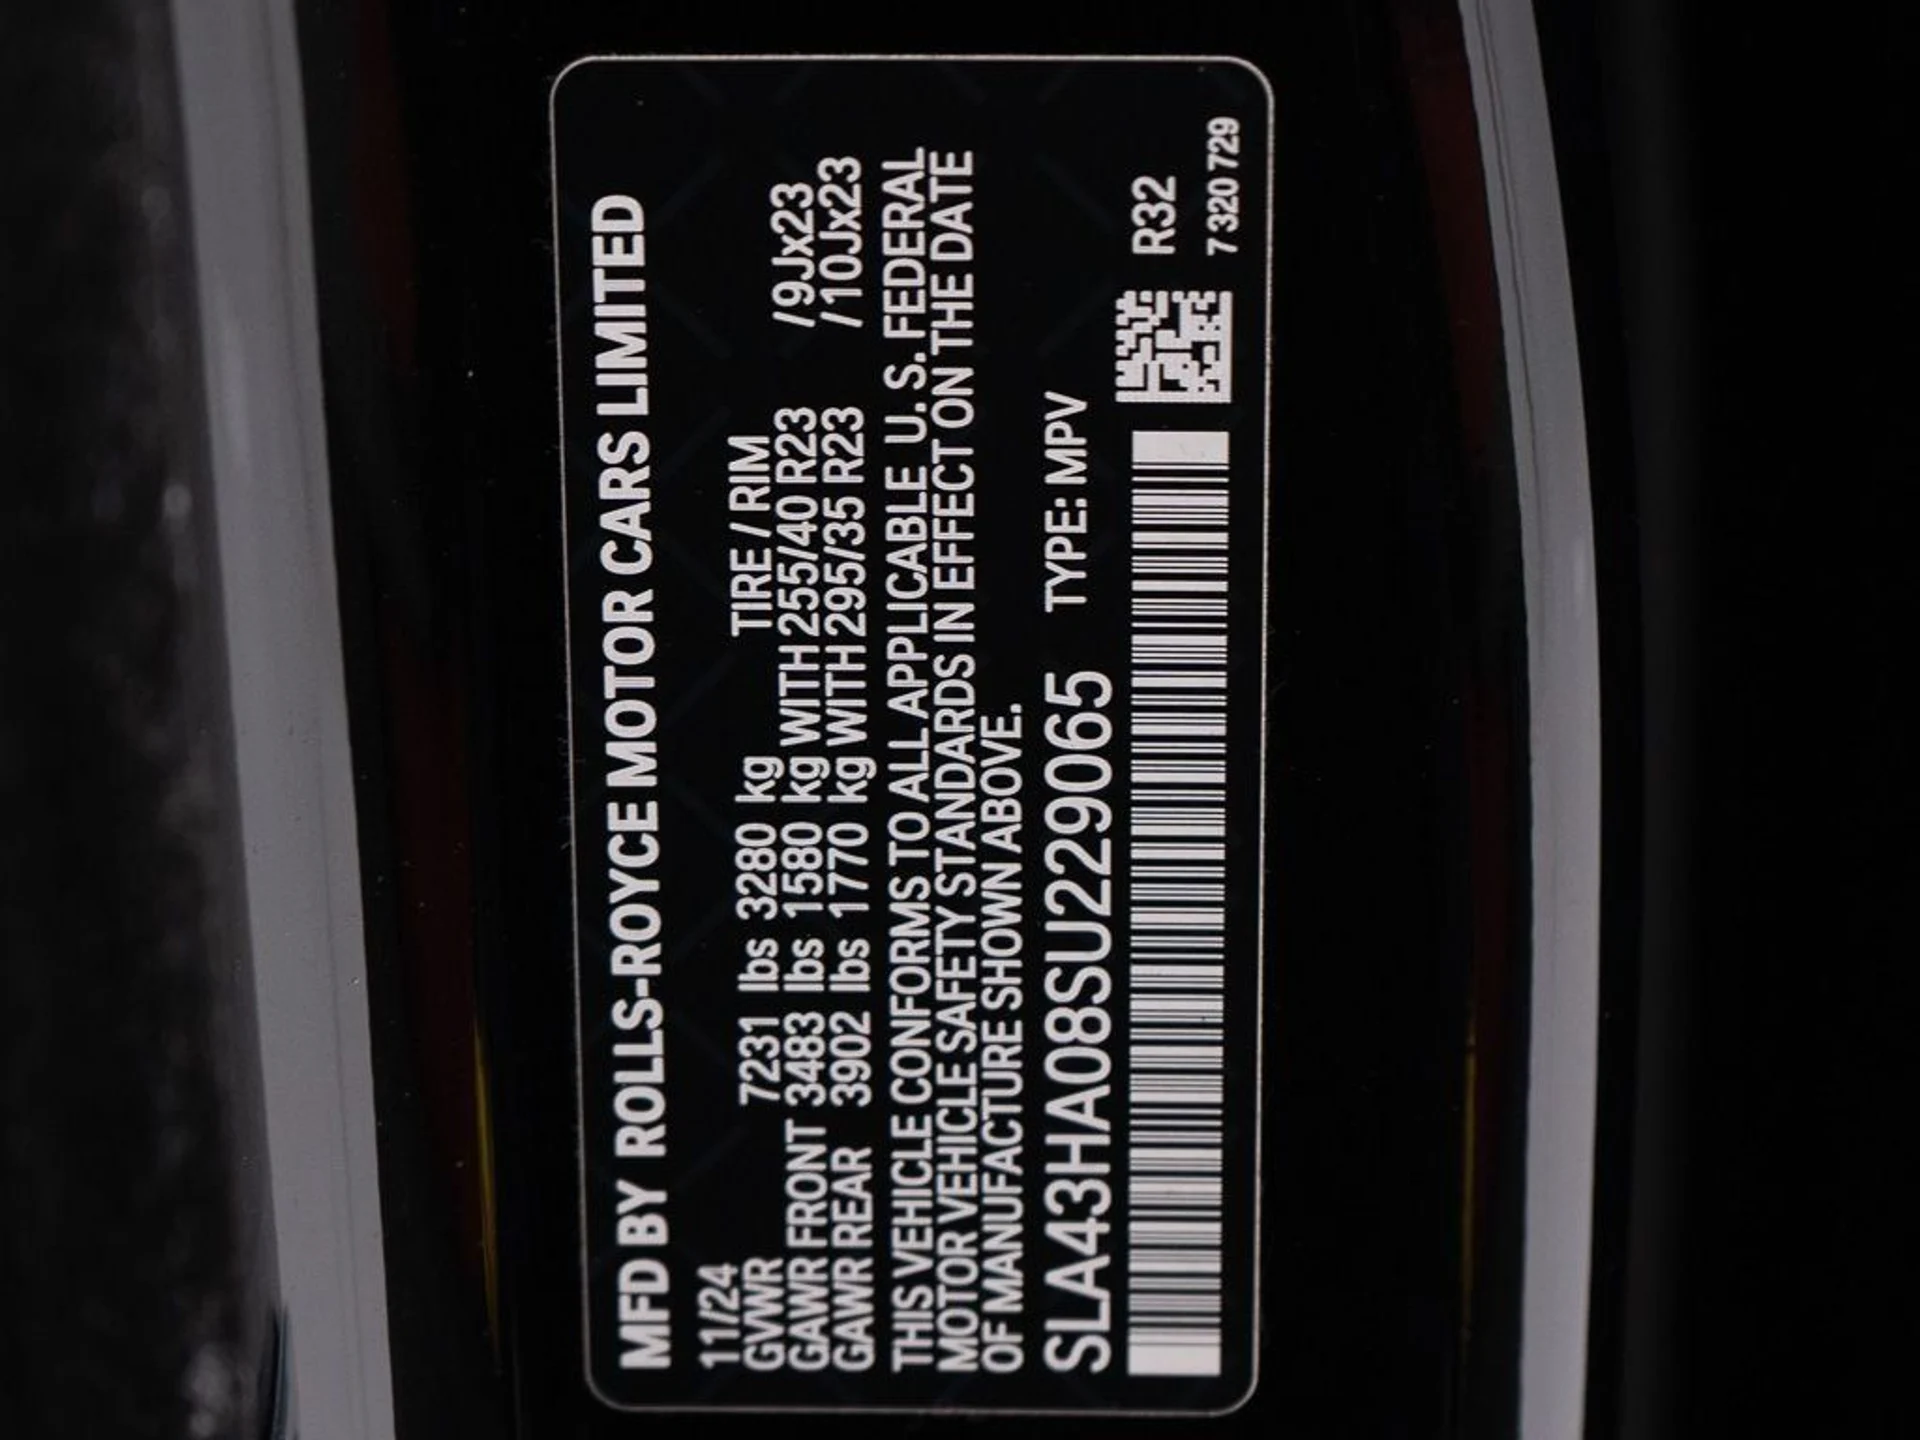 MFD BY ROLLS-ROYCE MOTOR CARS LIMITED
11/24
GVWR 7231 lbs 3280 kg TIRE / RIM
GAWR FRONT 3483 lbs 1580 kg WITH 255/40 R23 /9Jx23
GAWR REAR 3902 lbs 1770 kg WITH 295/35 R23 /10Jx23
THIS VEHICLE CONFORMS TO ALL APPLICABLE U.S. FEDERAL
MOTOR VEHICLE SAFETY STANDARDS IN EFFECT ON THE DATE
OF MANUFACTURE SHOWN ABOVE.
SLA43HA08SU229065 TYPE: MPV
R32
7 320 729